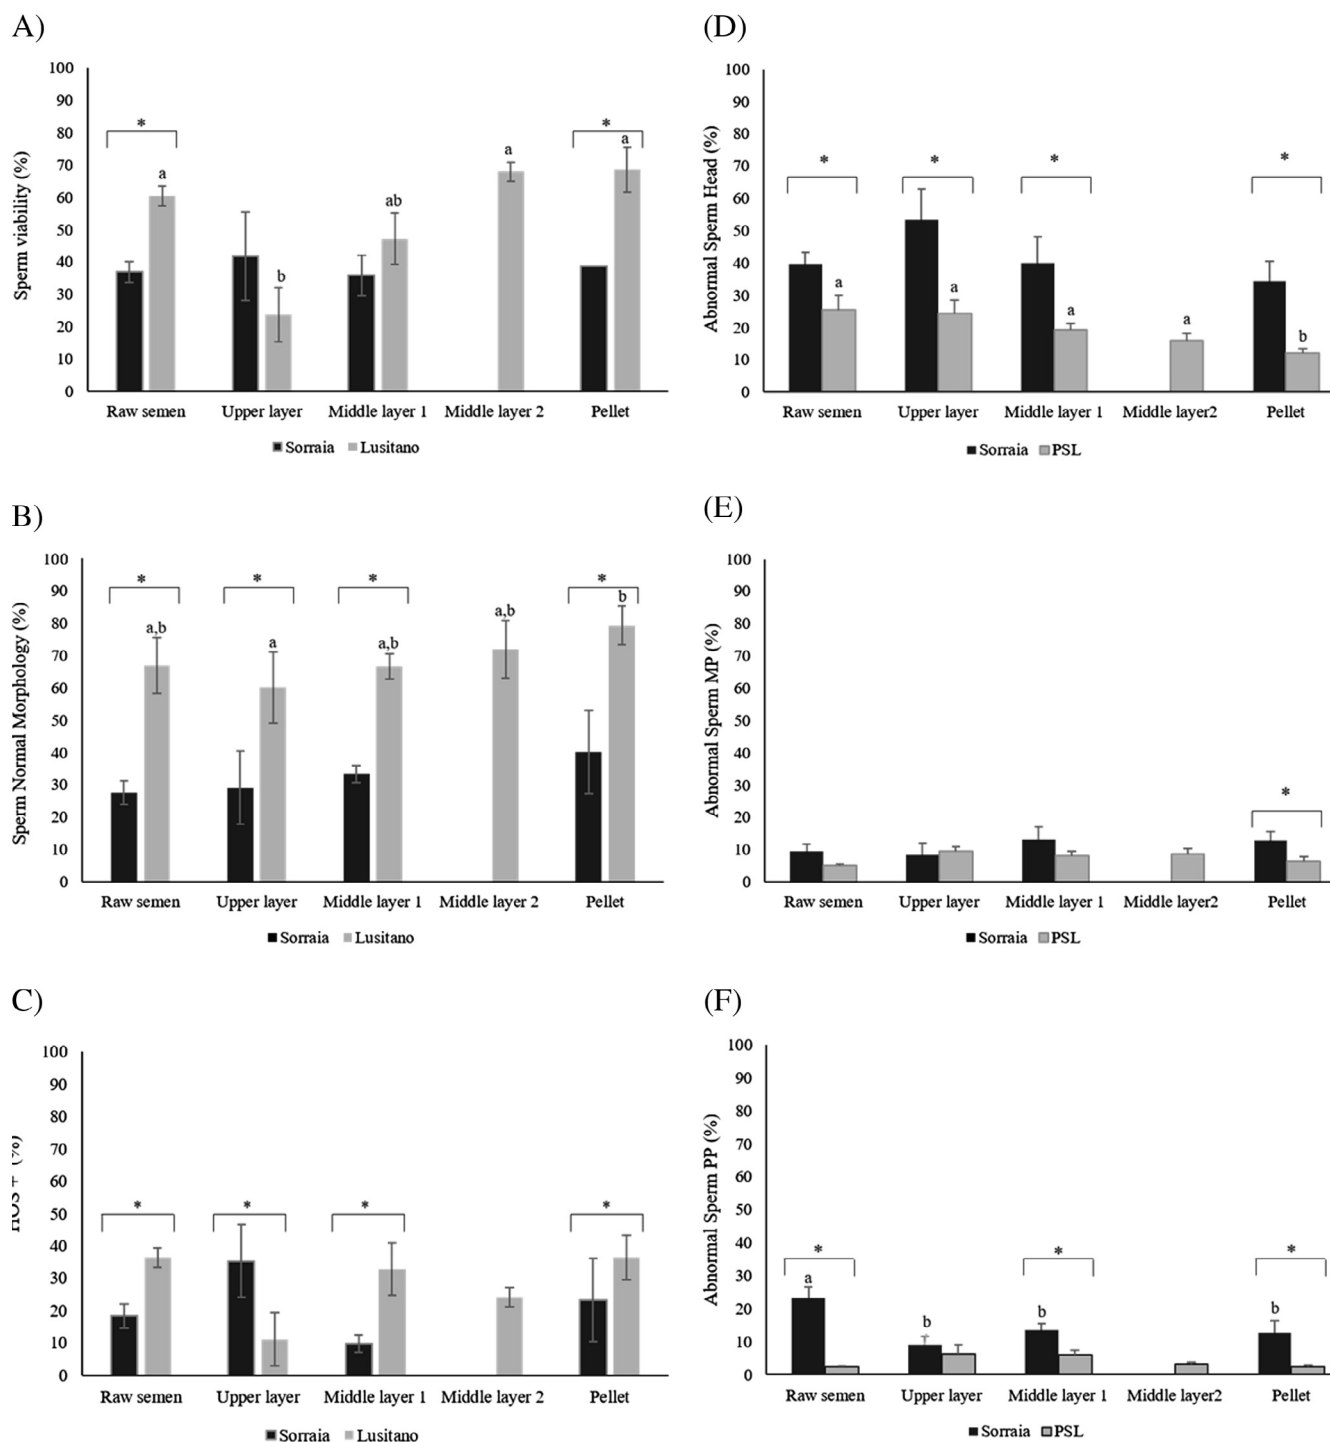 A)
Sperm viability (%)
100
90
80
70
60
50
40
30
20
10
0
*
*
a
b
ab
a
a
Raw semen Upper layer Middle layer 1 Middle layer 2 Pellet
Sorraia Lusitano
B)
Sperm Normal Morphology (%)
100
90
80
70
60
50
40
30
20
10
0
*
*
*
*
a,b
a
a,b
a,b
b
Raw semen Upper layer Middle layer 1 Middle layer 2 Pellet
Sorraia Lusitano
C)
HOS + (%)
100
90
80
70
60
50
40
30
20
10
0
*
*
*
*
Raw semen Upper layer Middle layer 1 Middle layer 2 Pellet
Sorraia Lusitano
(D)
Abnormal Sperm Head (%)
100
90
80
70
60
50
40
30
20
10
0
*
*
*
*
a
a
a
a
b
Raw semen Upper layer Middle layer 1 Middle layer2 Pellet
Sorraia PSL
(E)
Abnormal Sperm MP (%)
100
90
80
70
60
50
40
30
20
10
0
*
Raw semen Upper layer Middle layer 1 Middle layer2 Pellet
Sorraia PSL
(F)
Abnormal Sperm PP (%)
100
90
80
70
60
50
40
30
20
10
0
*
*
*
a
b
b
b
Raw semen Upper layer Middle layer 1 Middle layer2 Pellet
Sorraia PSL